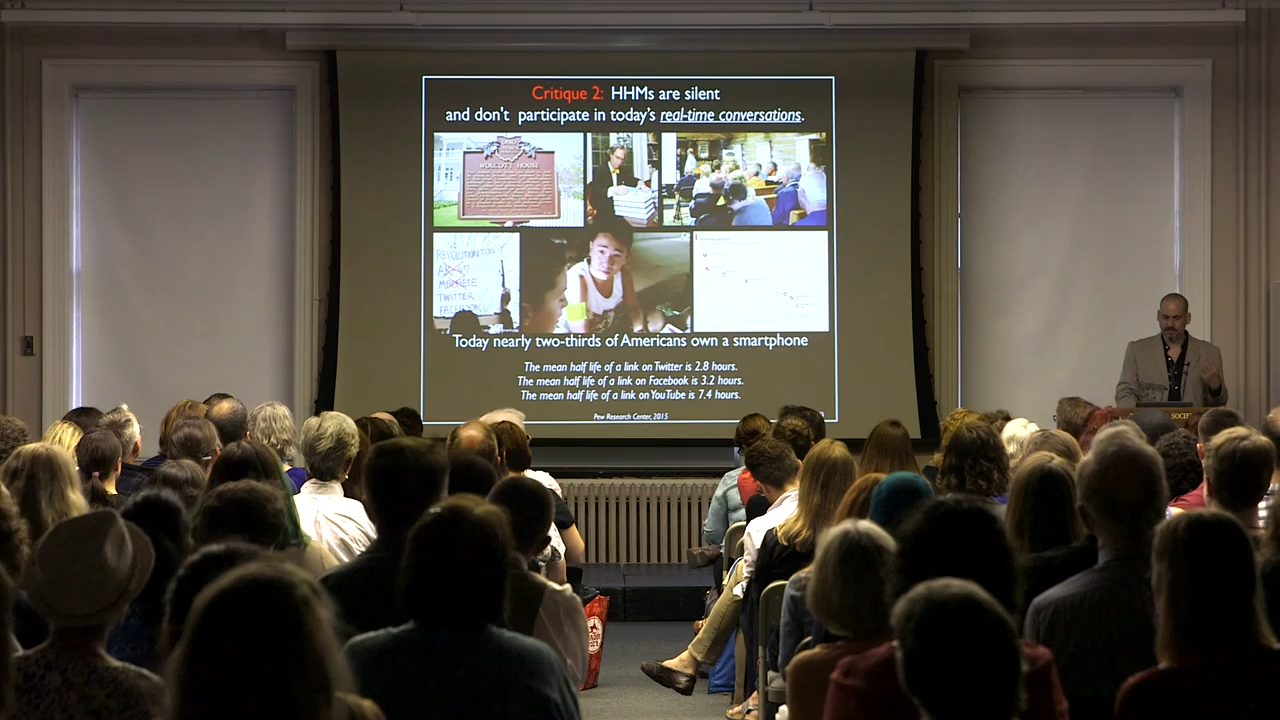 Critique 2: HHMs are silent
and don't participate in today's real-time conversations.
WOLCOTT HOUSE
REVOLUTION TOOL
TWITTER
FACEBOOK
Today nearly two-thirds of Americans own a smartphone
The mean half life of a link on Twitter is 2.8 hours.
The mean half life of a link on Facebook is 3.2 hours.
The mean half life of a link on YouTube is 7.4 hours.
Pew Research Center, 2015